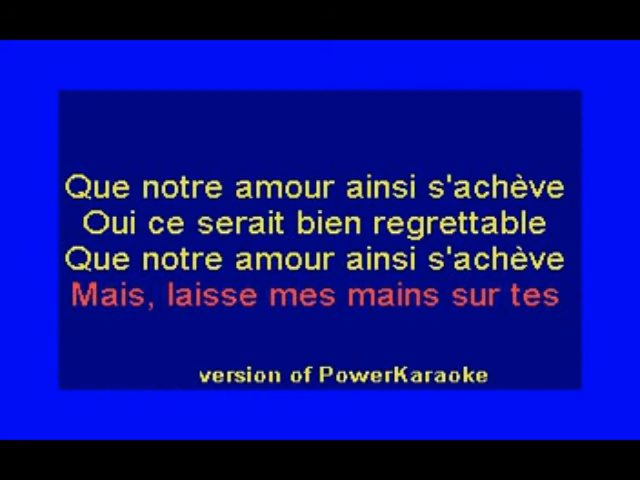 Que notre amour ainsi s'achève
Oui ce serait bien regrettable
Que notre amour ainsi s'achève
Mais, laisse mes mains sur tes
version of PowerKaraoke